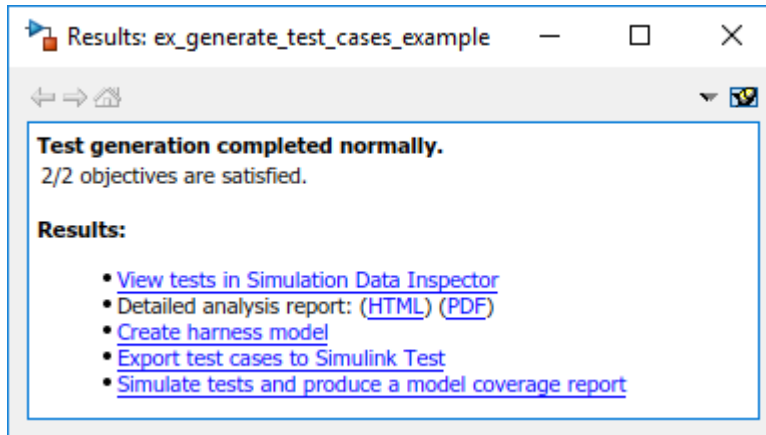 Results: ex_generate_test_cases_example
Test generation completed normally.
2/2 objectives are satisfied.
Results:
• View tests in Simulation Data Inspector
• Detailed analysis report: (HTML) (PDF)
• Create harness model
• Export test cases to Simulink Test
• Simulate tests and produce a model coverage report